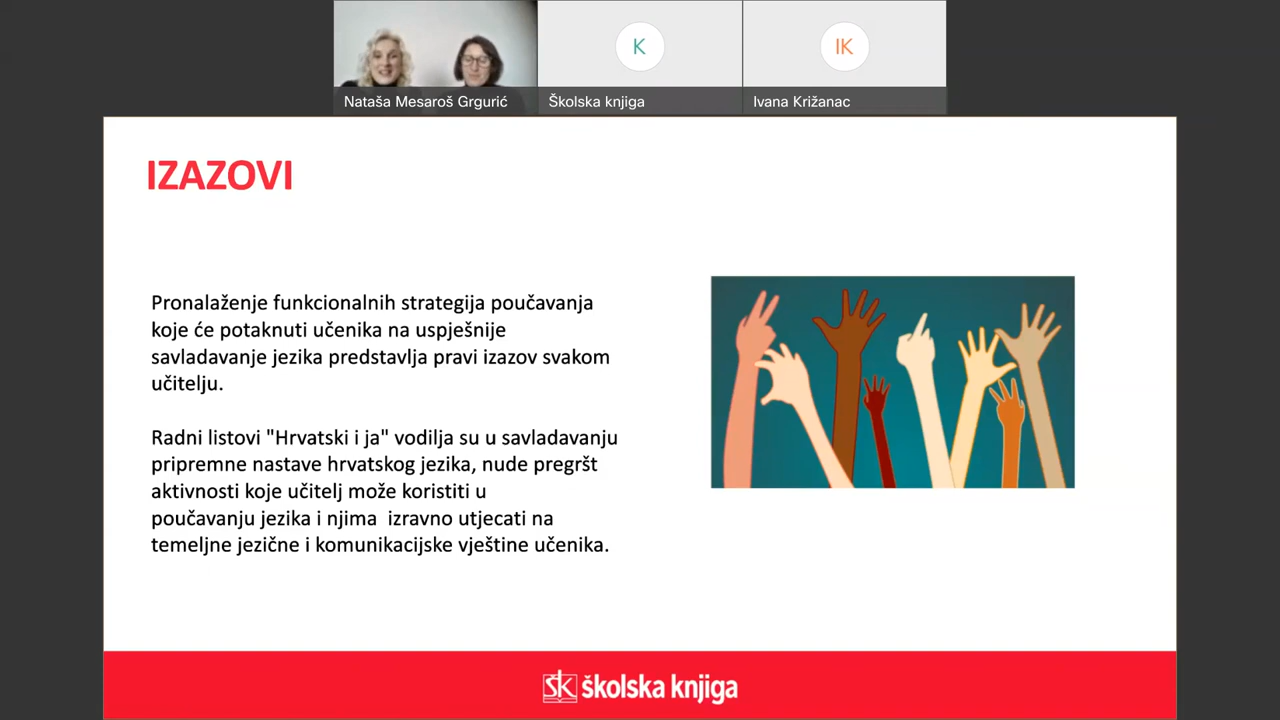 K
IK
Nataša Mesaroš Grgurić
Školska knjiga
Ivana Križanac
IZAZOVI
Pronalaženje funkcionalnih strategija poučavanja
koje će potaknuti učenika na uspješnije
savladavanje jezika predstavlja pravi izazov svakom
učitelju.
Radni listovi "Hrvatski i ja" vodilja su u savladavanju
pripremne nastave hrvatskog jezika, nude pregršt
aktivnosti koje učitelj može koristiti u
poučavanju jezika i njima  izravno utjecati na
temeljne jezične i komunikacijske vještine učenika.
šk školska knjiga